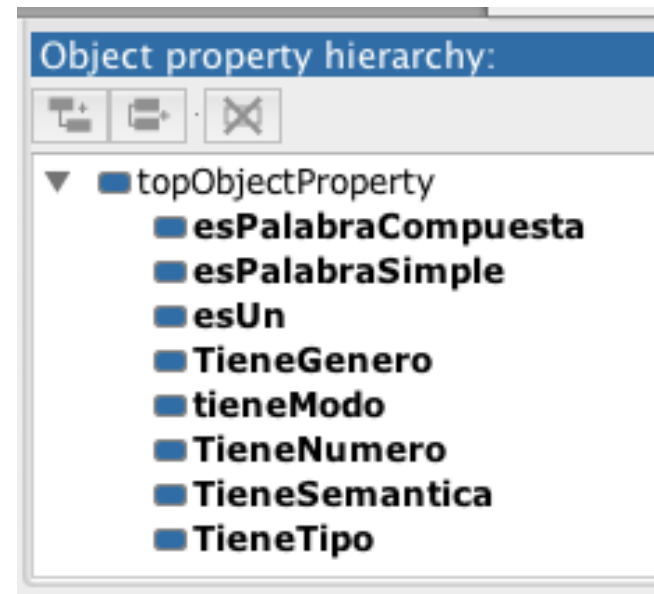 Object property hierarchy:
topObjectProperty
esPalabraCompuesta
esPalabraSimple
esUn
TieneGenero
tieneModo
TieneNumero
TieneSemantica
TieneTipo